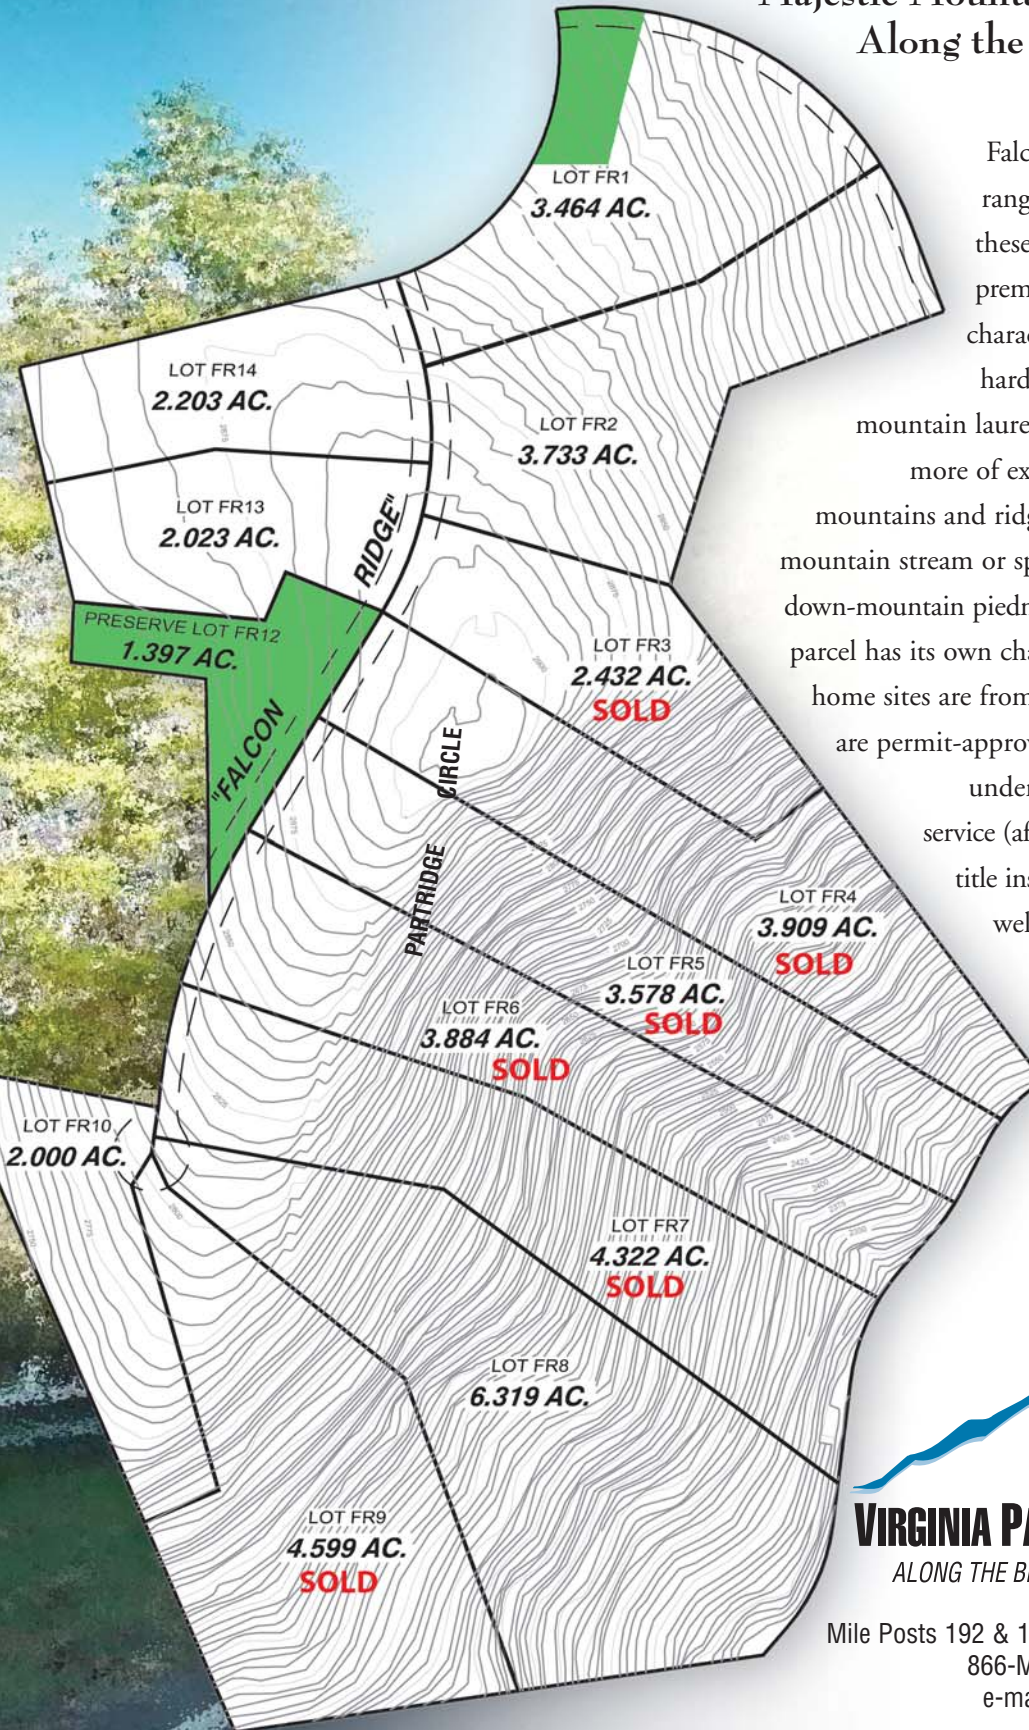 Along the
Falc
rang
these
prem
charac
hard
mountain laure
more of ex
mountains and ridg
mountain stream or sp
down-mountain piedn
parcel has its own cha
home sites are from
are permit-approv
under
service (af
title ins
wel
LOT FR1
3.464 AC.
LOT FR14
2.203 AC.
LOT FR2
3.733 AC.
LOT FR13
2.023 AC.
PRESERVE LOT FR12
1.397 AC.
"FALCON RIDGE"
LOT FR3
2.432 AC.
SOLD
PARTRIDGE CIRCLE
LOT FR4
3.909 AC.
SOLD
LOT FR5
3.578 AC.
SOLD
LOT FR6
3.884 AC.
SOLD
LOT FR10
2.000 AC.
LOT FR7
4.322 AC.
SOLD
LOT FR8
6.319 AC.
LOT FR9
4.599 AC.
SOLD
VIRGINIA PA
ALONG THE B
Mile Posts 192 & 1
866-M
e-ma